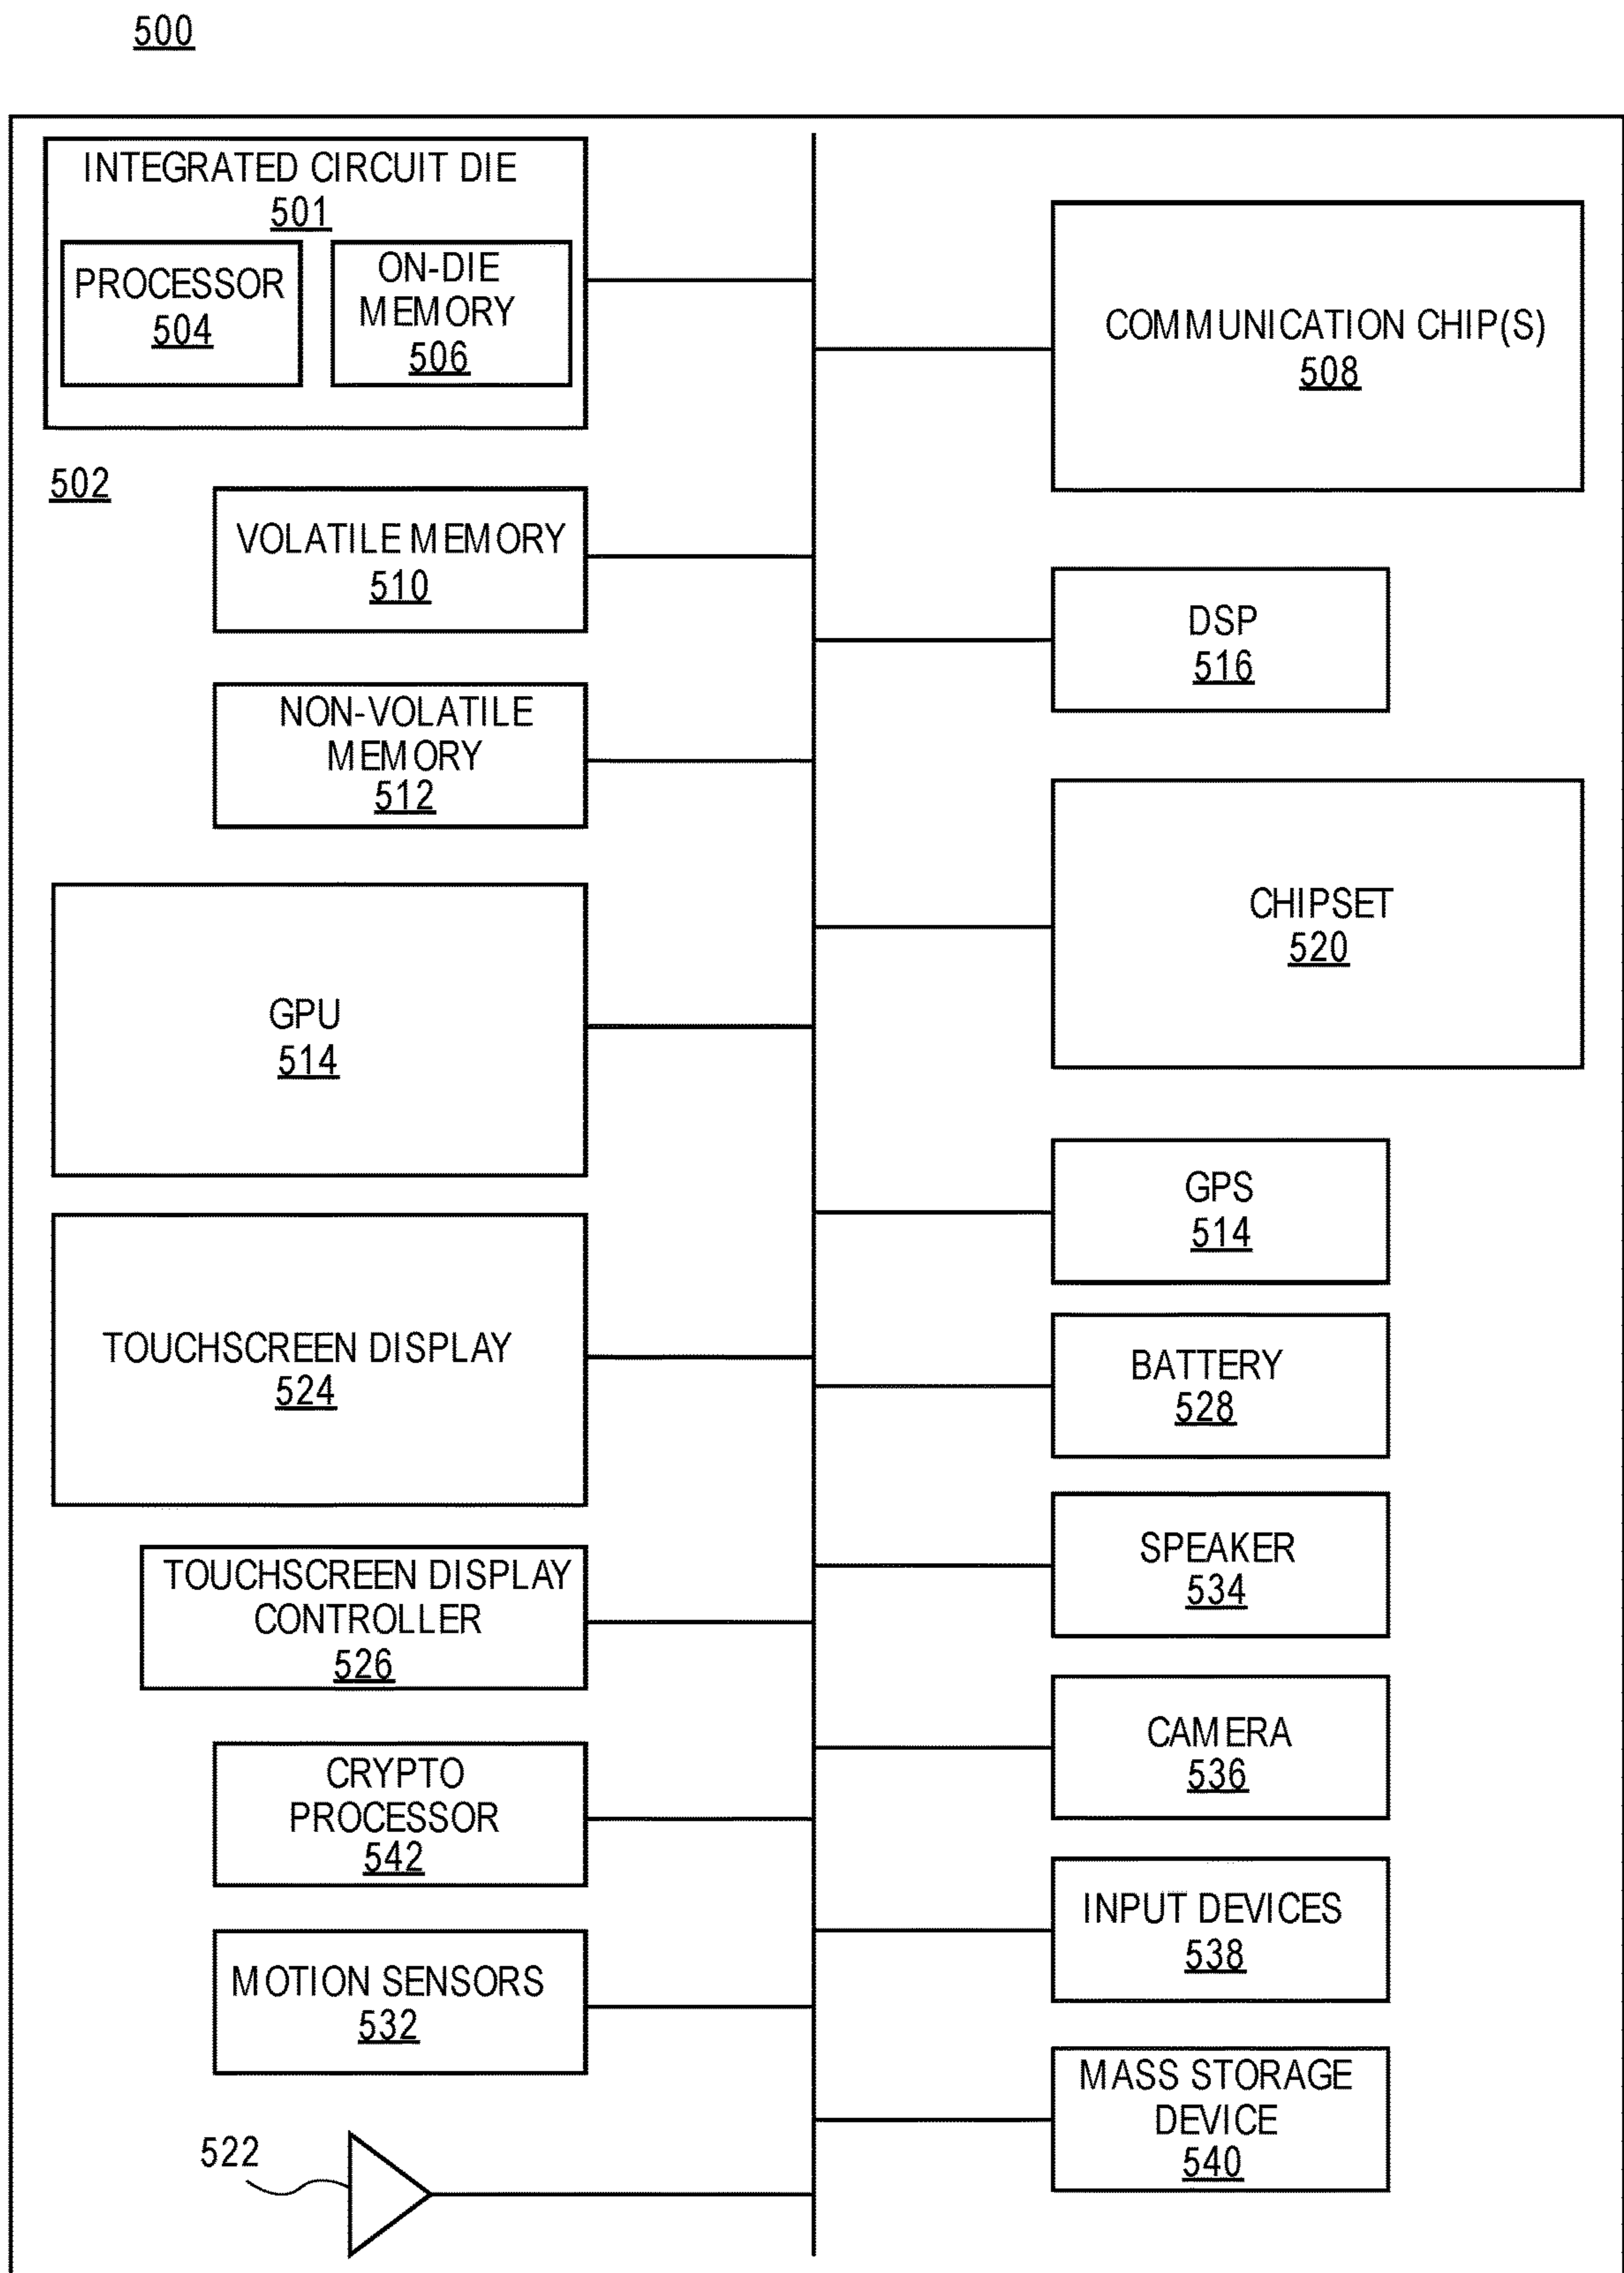 500
INTEGRATED CIRCUIT DIE
501
PROCESSOR
504
ON-DIE
MEMORY
506
502
VOLATILE MEMORY
510
NON-VOLATILE
MEMORY
512
GPU
514
TOUCHSCREEN DISPLAY
524
TOUCHSCREEN DISPLAY
CONTROLLER
526
CRYPTO
PROCESSOR
542
MOTION SENSORS
532
522
COMMUNICATION CHIP(S)
508
DSP
516
CHIPSET
520
GPS
514
BATTERY
528
SPEAKER
534
CAMERA
536
INPUT DEVICES
538
MASS STORAGE
DEVICE
540